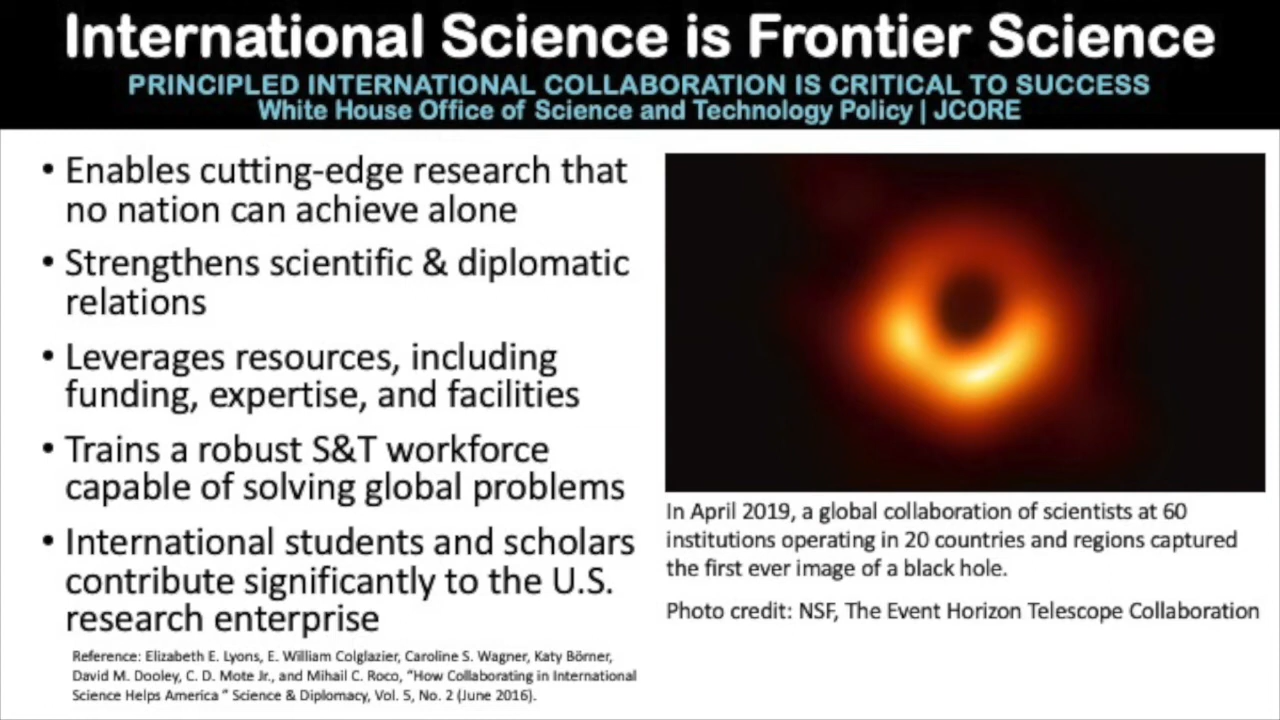 International Science is Frontier Science
PRINCIPLED INTERNATIONAL COLLABORATION IS CRITICAL TO SUCCESS
White House Office of Science and Technology Policy | JCORE
• Enables cutting-edge research that
no nation can achieve alone
• Strengthens scientific & diplomatic
relations
• Leverages resources, including
funding, expertise, and facilities
• Trains a robust S&T workforce
capable of solving global problems
• International students and scholars
contribute significantly to the U.S.
research enterprise
Reference: Elizabeth E. Lyons, E. William Colglazier, Caroline S. Wagner, Katy Börner,
David M. Dooley, C. D. Mote Jr., and Mihail C. Roco, “How Collaborating in International
Science Helps America ” Science & Diplomacy, Vol. 5, No. 2 (June 2016).
In April 2019, a global collaboration of scientists at 60
institutions operating in 20 countries and regions captured
the first ever image of a black hole.
Photo credit: NSF, The Event Horizon Telescope Collaboration